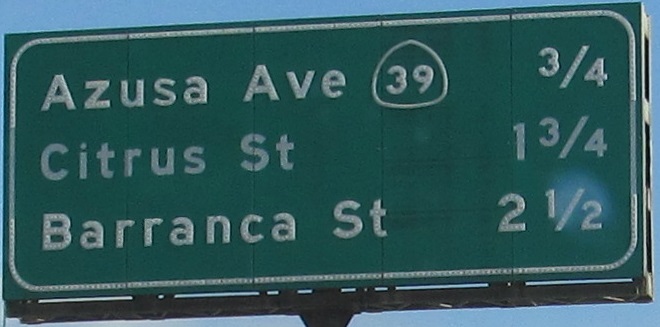 Azusa Ave 39 3/4
Citrus St 1 3/4
Barranca St 2 1/2